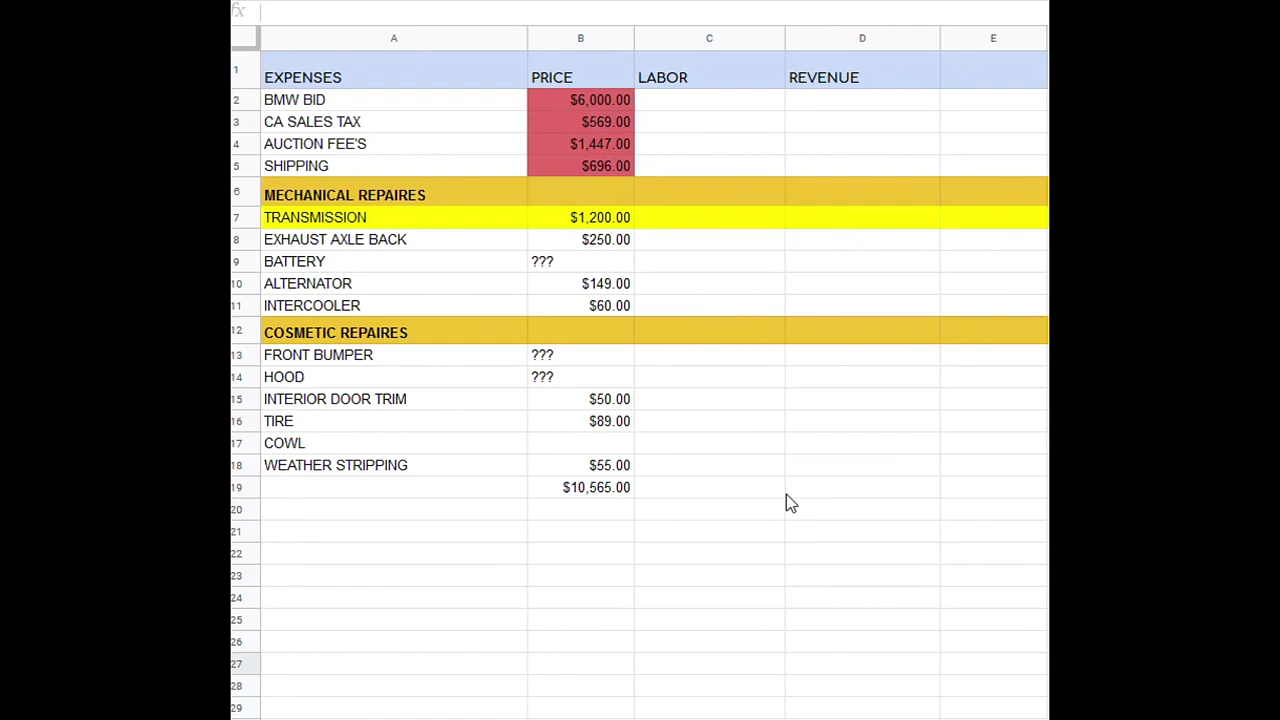 fx
A B C D E
1 EXPENSES PRICE LABOR REVENUE
2 BMW BID $6,000.00
3 CA SALES TAX $569.00
4 AUCTION FEE'S $1,447.00
5 SHIPPING $696.00
6 MECHANICAL REPAIRES
7 TRANSMISSION $1,200.00
8 EXHAUST AXLE BACK $250.00
9 BATTERY ???
10 ALTERNATOR $149.00
11 INTERCOOLER $60.00
12 COSMETIC REPAIRES
13 FRONT BUMPER ???
14 HOOD ???
15 INTERIOR DOOR TRIM $50.00
16 TIRE $89.00
17 COWL
18 WEATHER STRIPPING $55.00
19 $10,565.00
20
21
22
23
24
25
26
27
28
29